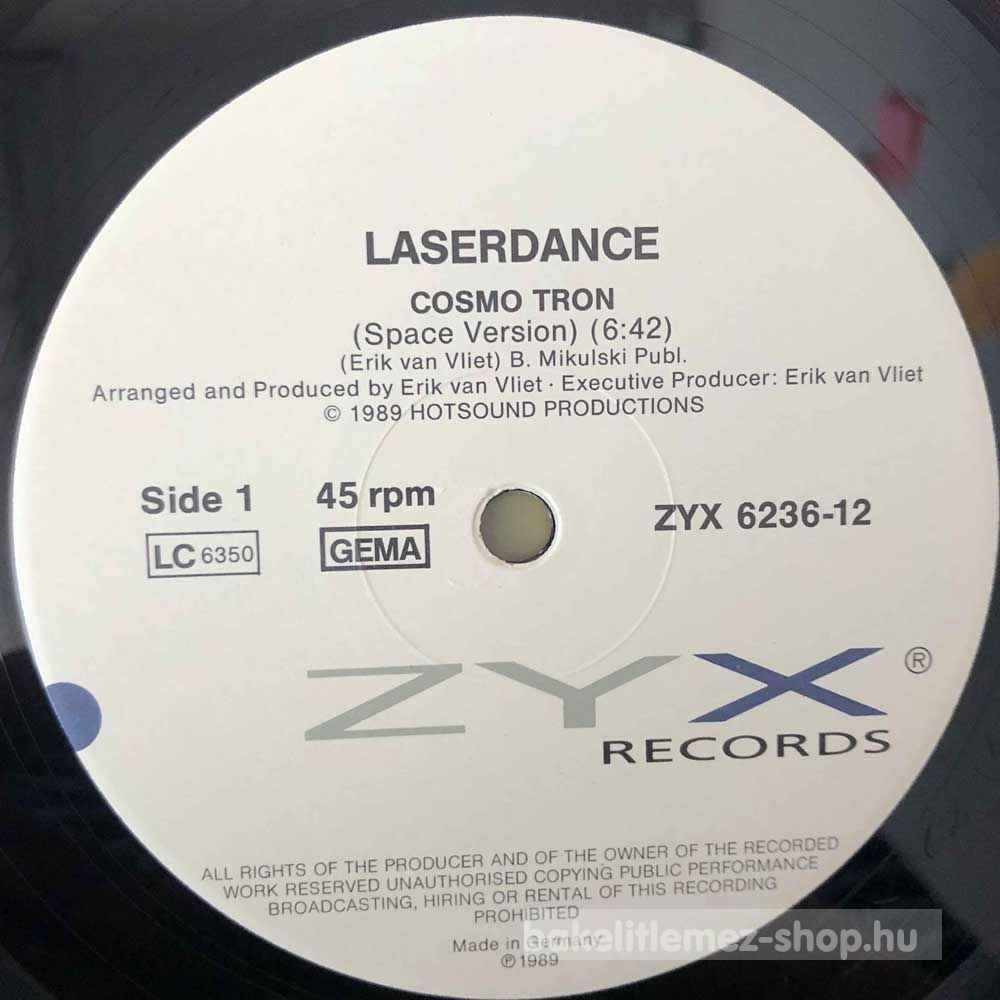 LASERDANCE
COSMO TRON
(Space Version) (6:42)
(Erik van Vliet) B. Mikulski Publ.
Arranged and Produced by Erik van Vliet · Executive Producer: Erik van Vliet
© 1989 HOTSOUND PRODUCTIONS
Side 1 45 rpm ZYX 6236-12
LC 6350 GEMA
ZYX ®
RECORDS
ALL RIGHTS OF THE PRODUCER AND OF THE OWNER OF THE RECORDED
WORK RESERVED UNAUTHORISED COPYING PUBLIC PERFORMANCE
BROADCASTING, HIRING OR RENTAL OF THIS RECORDING
PROHIBITED
Made in Germany
℗ 1989
bakelitlemez-shop.hu